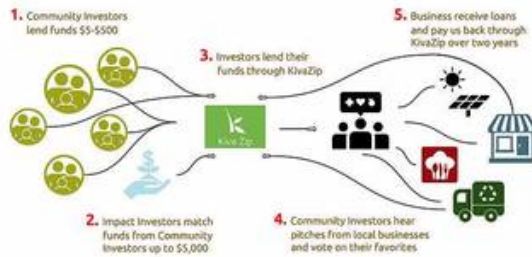 1. Community Investors
lend funds $5-$500
5. Business receive loans
and pay us back through
KivaZip over two years
3. Investors lend their
funds through KivaZip
Kiva Zip
2. Impact Investors match
funds from Community
Investors up to $5,000
4. Community Investors hear
pitches from local businesses
and vote on their favorites